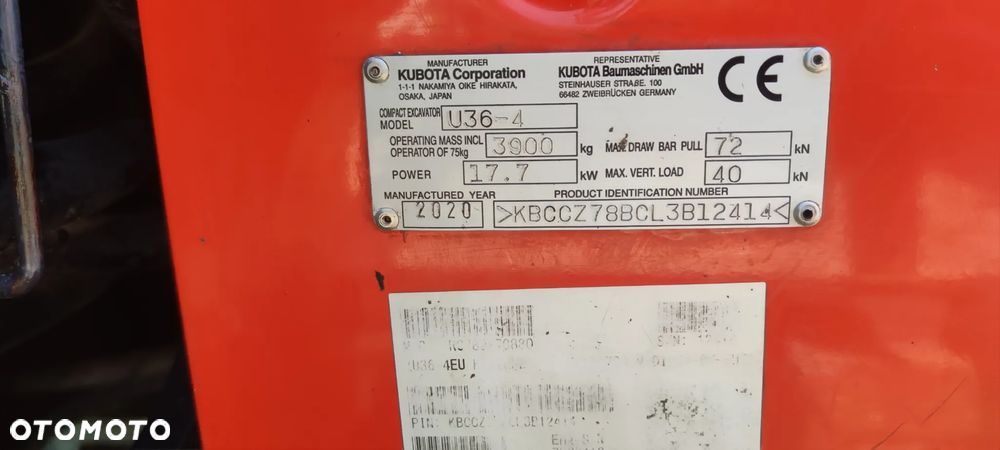 MANUFACTURER
KUBOTA Corporation
1-1-1 NAKAMIYA OIKE HIRAKATA,
OSAKA, JAPAN
REPRESENTATIVE
KUBOTA Baumaschinen GmbH
STEINHAUSER STRAßE. 100
66482 ZWEIBRÜCKEN GERMANY
CE
COMPACT EXCAVATOR
MODEL U36-4
OPERATING MASS INCL
OPERATOR OF 75kg 3900 kg
MAX. DRAW BAR PULL 72 kN
POWER 17.7 kW
MAX. VERT. LOAD 40 kN
MANUFACTURED YEAR
2020
PRODUCT IDENTIFICATION NUMBER
>KBCCZ78BCL3B12414<
S.N:
4EU
PIN: 
OTOMOTO